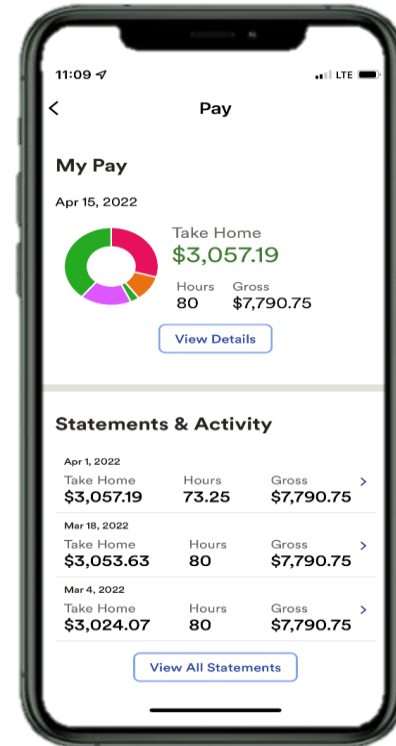 11:09 LTE
Pay
My Pay
Apr 15, 2022
Take Home
$3,057.19
Hours Gross
80 $7,790.75
View Details
Statements & Activity
Apr 1, 2022
Take Home Hours Gross
$3,057.19 73.25 $7,790.75
Mar 18, 2022
Take Home Hours Gross
$3,053.63 80 $7,790.75
Mar 4, 2022
Take Home Hours Gross
$3,024.07 80 $7,790.75
View All Statements